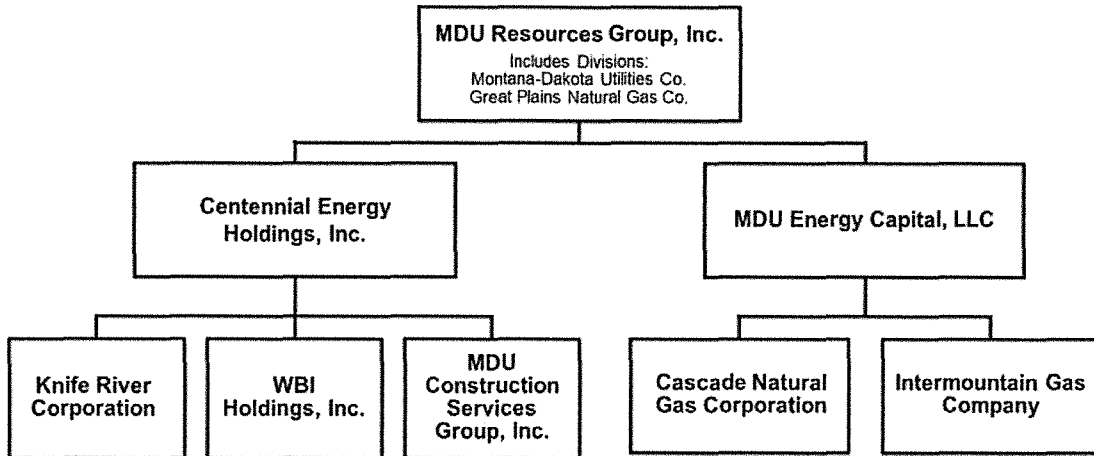 MDU Resources Group, Inc.
Includes Divisions:
Montana-Dakota Utilities Co.
Great Plains Natural Gas Co.
Centennial Energy
Holdings, Inc.
MDU Energy Capital, LLC
Knife River
Corporation
WBI
Holdings, Inc.
MDU
Construction
Services
Group, Inc.
Cascade Natural
Gas Corporation
Intermountain Gas
Company